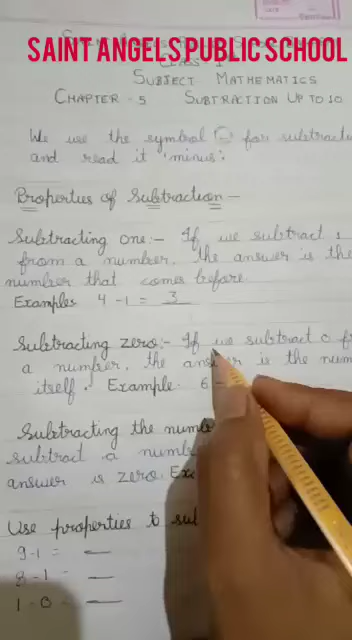 SAINT ANGELS PUBLIC SCHOOL
SUBJECT MATHEMATICS
CHAPTER - 5 SUBTRACTION UP TO 10
We use the symbol (-) for subtracti
and read it 'minus'.
Properties of Subtraction -
Subtracting one:- If we subtract 1
from a number, the answer is the
number that comes before.
Examples 4 - 1 = 3
Subtracting zero:- If we subtract 0 f
a number, the answer is the num
itself. Example 6 -
Subtracting the num
subtract a numb
answer is zero. Ex
Use properties to su
9 - 1 =
8 - 1 =
1 - 0 =